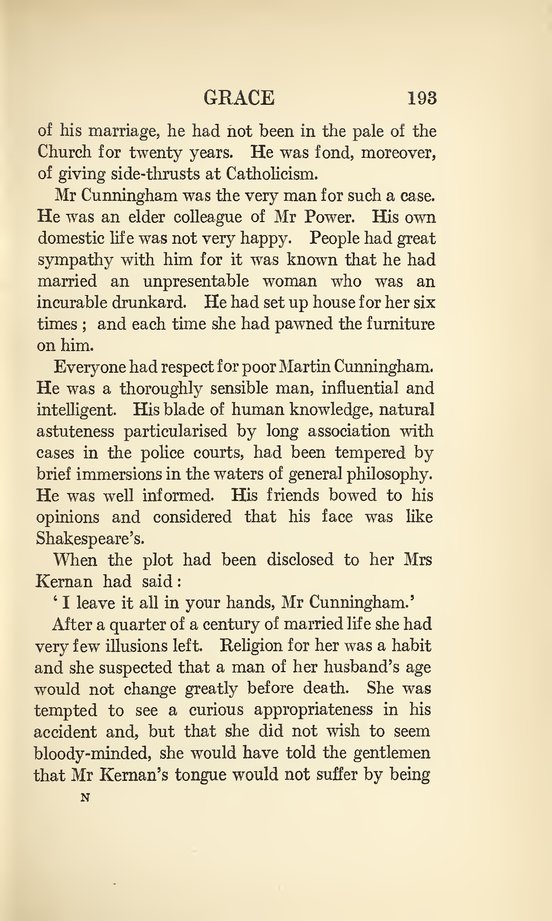 GRACE 193
of his marriage, he had not been in the pale of the
Church for twenty years. He was fond, moreover,
of giving side-thrusts at Catholicism.
Mr Cunningham was the very man for such a case.
He was an elder colleague of Mr Power. His own
domestic life was not very happy. People had great
sympathy with him for it was known that he had
married an unpresentable woman who was an
incurable drunkard. He had set up house for her six
times ; and each time she had pawned the furniture
on him.
Everyone had respect for poor Martin Cunningham.
He was a thoroughly sensible man, influential and
intelligent. His blade of human knowledge, natural
astuteness particularised by long association with
cases in the police courts, had been tempered by
brief immersions in the waters of general philosophy.
He was well informed. His friends bowed to his
opinions and considered that his face was like
Shakespeare's.
When the plot had been disclosed to her Mrs
Kernan had said :
‘ I leave it all in your hands, Mr Cunningham.’
After a quarter of a century of married life she had
very few illusions left. Religion for her was a habit
and she suspected that a man of her husband's age
would not change greatly before death. She was
tempted to see a curious appropriateness in his
accident and, but that she did not wish to seem
bloody-minded, she would have told the gentlemen
that Mr Kernan's tongue would not suffer by being
N